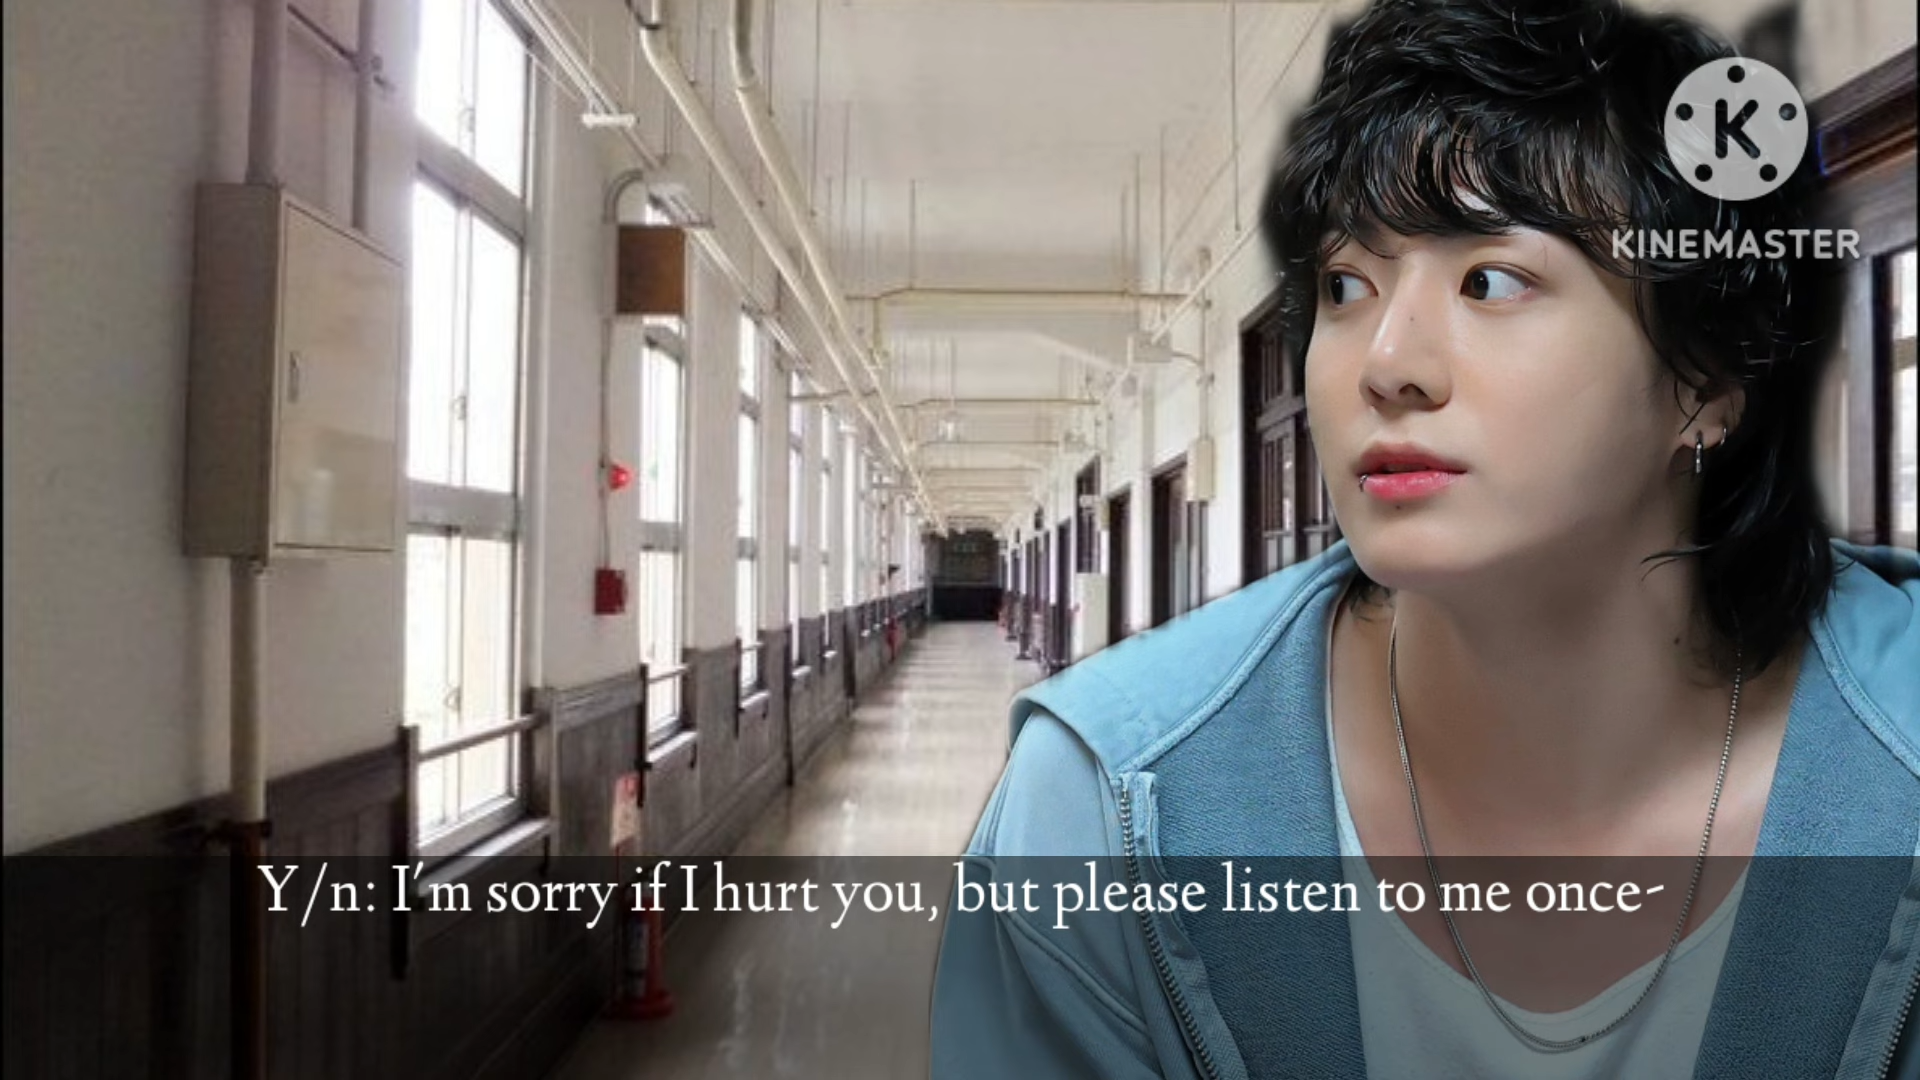 K
KINEMASTER
Y/n: I'm sorry if I hurt you, but please listen to me once-